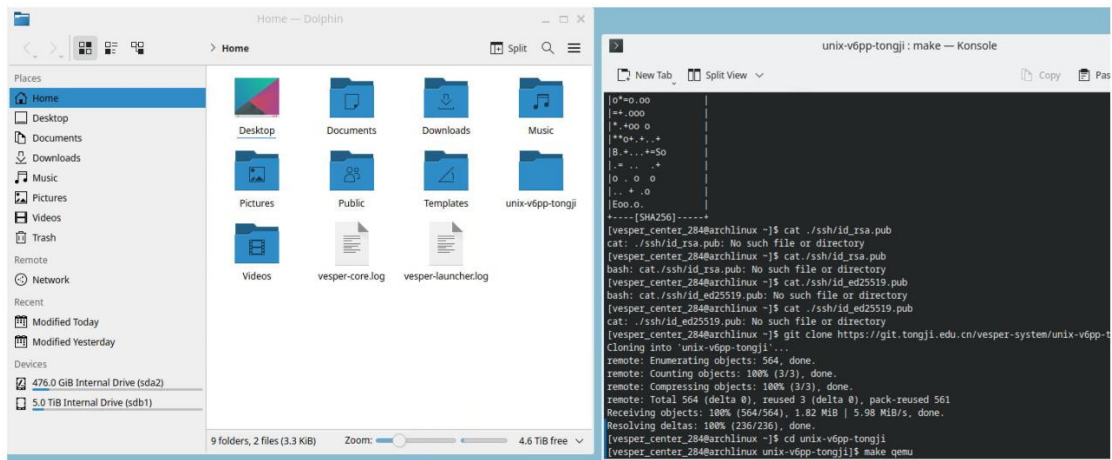 Home — Dolphin
> Home
Split
Places
Home
Desktop
Documents
Downloads
Music
Pictures
Videos
Trash
Remote
Network
Recent
Modified Today
Modified Yesterday
Devices
476.0 GiB Internal Drive (sda2)
5.0 TiB Internal Drive (sdb1)
Desktop
Documents
Downloads
Music
Pictures
Public
Templates
unix-v6pp-tongji
Videos
vesper-core.log
vesper-launcher.log
9 folders, 2 files (3.3 KiB)
Zoom:
4.6 TiB free
unix-v6pp-tongji : make — Konsole
New Tab
Split View
Copy
Pas
|o*=o.oo |
|=+.ooo |
|*.+oo o |
|**o+.+..+ |
|B.+...+=So |
|.= .. .+ |
|o . o o |
|.. + .o |
|Eoo.o. |
+----[SHA256]-----+
[vesper_center_284@archlinux ~]$ cat ./ssh/id_rsa.pub
cat: ./ssh/id_rsa.pub: No such file or directory
[vesper_center_284@archlinux ~]$ cat./ssh/id_rsa.pub
bash: cat./ssh/id_rsa.pub: No such file or directory
[vesper_center_284@archlinux ~]$ cat./ssh/id_ed25519.pub
bash: cat./ssh/id_ed25519.pub: No such file or directory
[vesper_center_284@archlinux ~]$ cat ./ssh/id_ed25519.pub
cat: ./ssh/id_ed25519.pub: No such file or directory
[vesper_center_284@archlinux ~]$ git clone https://git.tongji.edu.cn/vesper-system/unix-v6pp-t
Cloning into 'unix-v6pp-tongji'...
remote: Enumerating objects: 564, done.
remote: Counting objects: 100% (3/3), done.
remote: Compressing objects: 100% (3/3), done.
remote: Total 564 (delta 0), reused 3 (delta 0), pack-reused 561
Receiving objects: 100% (564/564), 1.82 MiB | 5.98 MiB/s, done.
Resolving deltas: 100% (236/236), done.
[vesper_center_284@archlinux ~]$ cd unix-v6pp-tongji
[vesper_center_284@archlinux unix-v6pp-tongji]$ make qemu